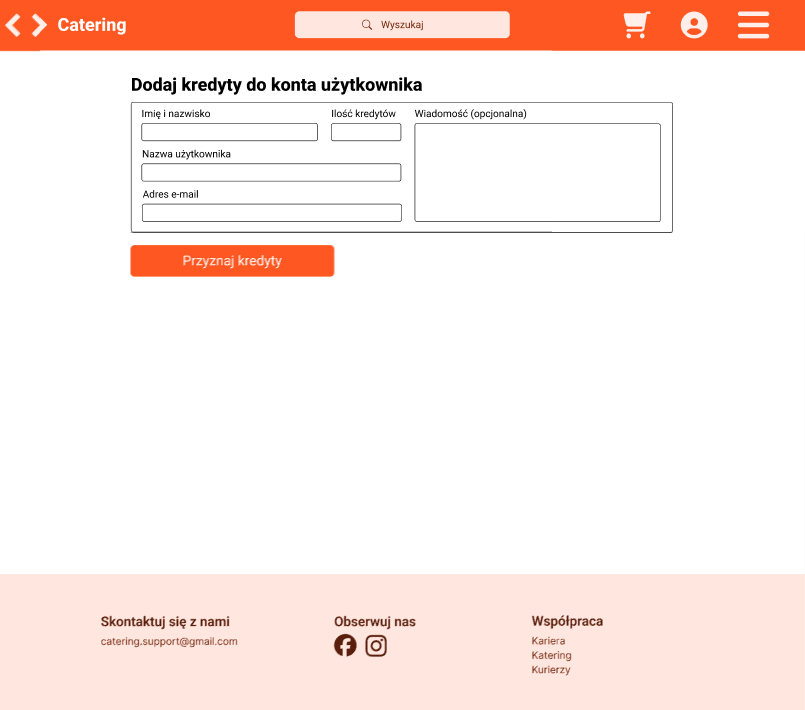 Catering
Wyszukaj
Dodaj kredyty do konta użytkownika
Imię i nazwisko
Ilość kredytów
Wiadomość (opcjonalna)
Nazwa użytkownika
Adres e-mail
Przyznaj kredyty
Skontaktuj się z nami
catering.support@gmail.com
Obserwuj nas
Współpraca
Kariera
Katering
Kurierzy